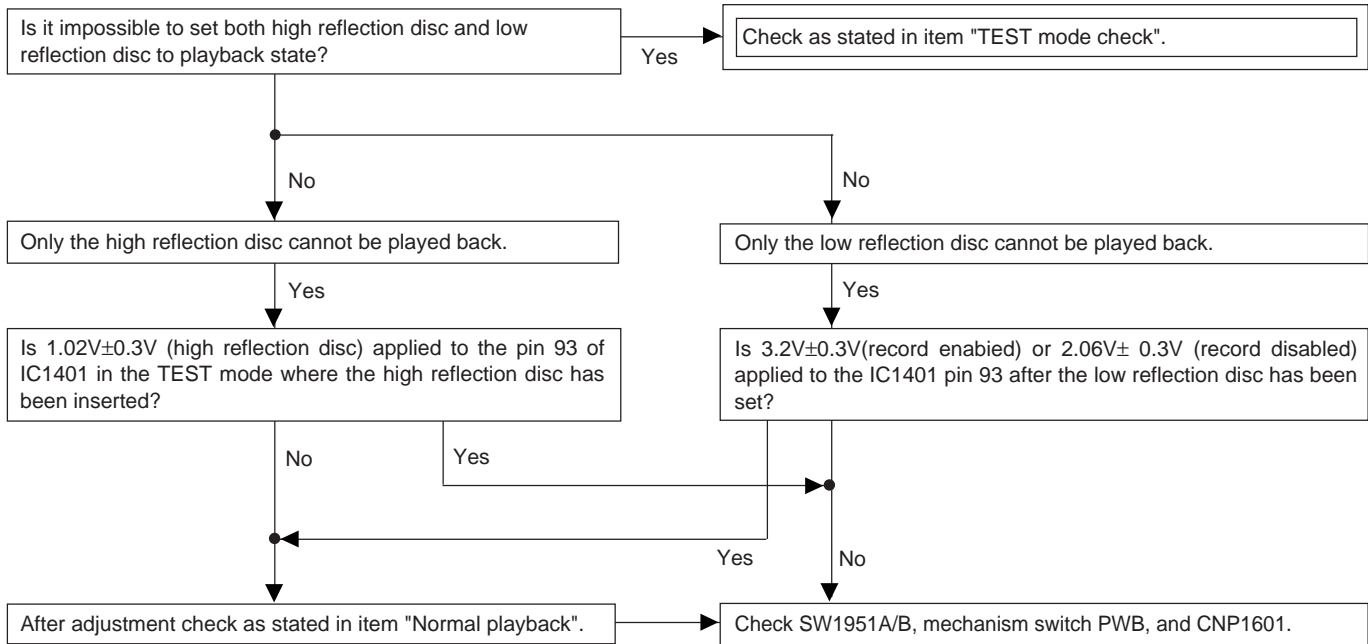 Is it impossible to set both high reflection disc and low
reflection disc to playback state?
Yes
Check as stated in item "TEST mode check".
No
No
Only the high reflection disc cannot be played back.
Only the low reflection disc cannot be played back.
Yes
Yes
Is 1.02V±0.3V (high reflection disc) applied to the pin 93 of
IC1401 in the TEST mode where the high reflection disc has
been inserted?
Is 3.2V±0.3V(record enabied) or 2.06V± 0.3V (record disabled)
applied to the IC1401 pin 93 after the low reflection disc has been
set?
No
Yes
Yes
No
After adjustment check as stated in item "Normal playback".
Check SW1951A/B, mechanism switch PWB, and CNP1601.